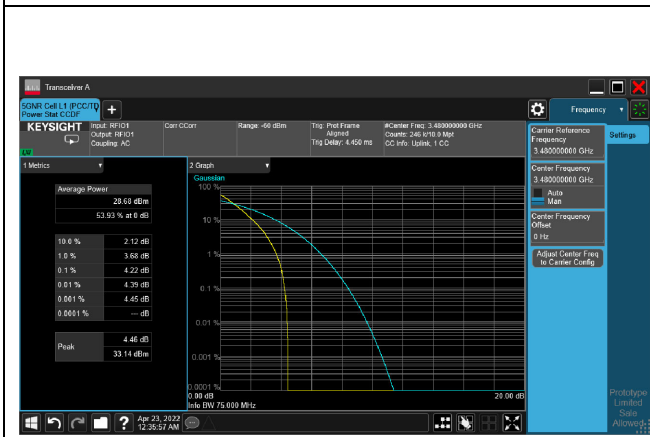 Transceiver A
5GNR Cell L1 (PCC/TD
Power Stat CCDF
+
Frequency
KEYSIGHT
Input: RFIO1
Output: RFIO1
Coupling: AC
Corr CCorr
Range: -60 dBm
Trig: Prot Frame
Aligned
Trig Delay: 4.450 ms
#Center Freq: 3.480000000 GHz
Counts: 246 k/10.0 Mpt
CC Info: Uplink, 1 CC
1 Metrics
Average Power
28.68 dBm
53.93 % at 0 dB
10.0 % 2.12 dB
1.0 % 3.68 dB
0.1 % 4.22 dB
0.01 % 4.39 dB
0.001 % 4.45 dB
0.0001 % --- dB
Peak
4.46 dB
33.14 dBm
2 Graph
Gaussian
100 %
10 %
1 %
0.1 %
0.01 %
0.001 %
0.0001 %
0.00 dB
20.00 dB
Info BW 75.000 MHz
Carrier Reference
Frequency
3.480000000 GHz
Center Frequency
3.480000000 GHz
Auto
Man
Center Frequency
Offset
0 Hz
Adjust Center Freq
to Carrier Config
Settings
Prototype
Limited
Sale
Allowed
?
Apr 23, 2022
12:35:57 AM